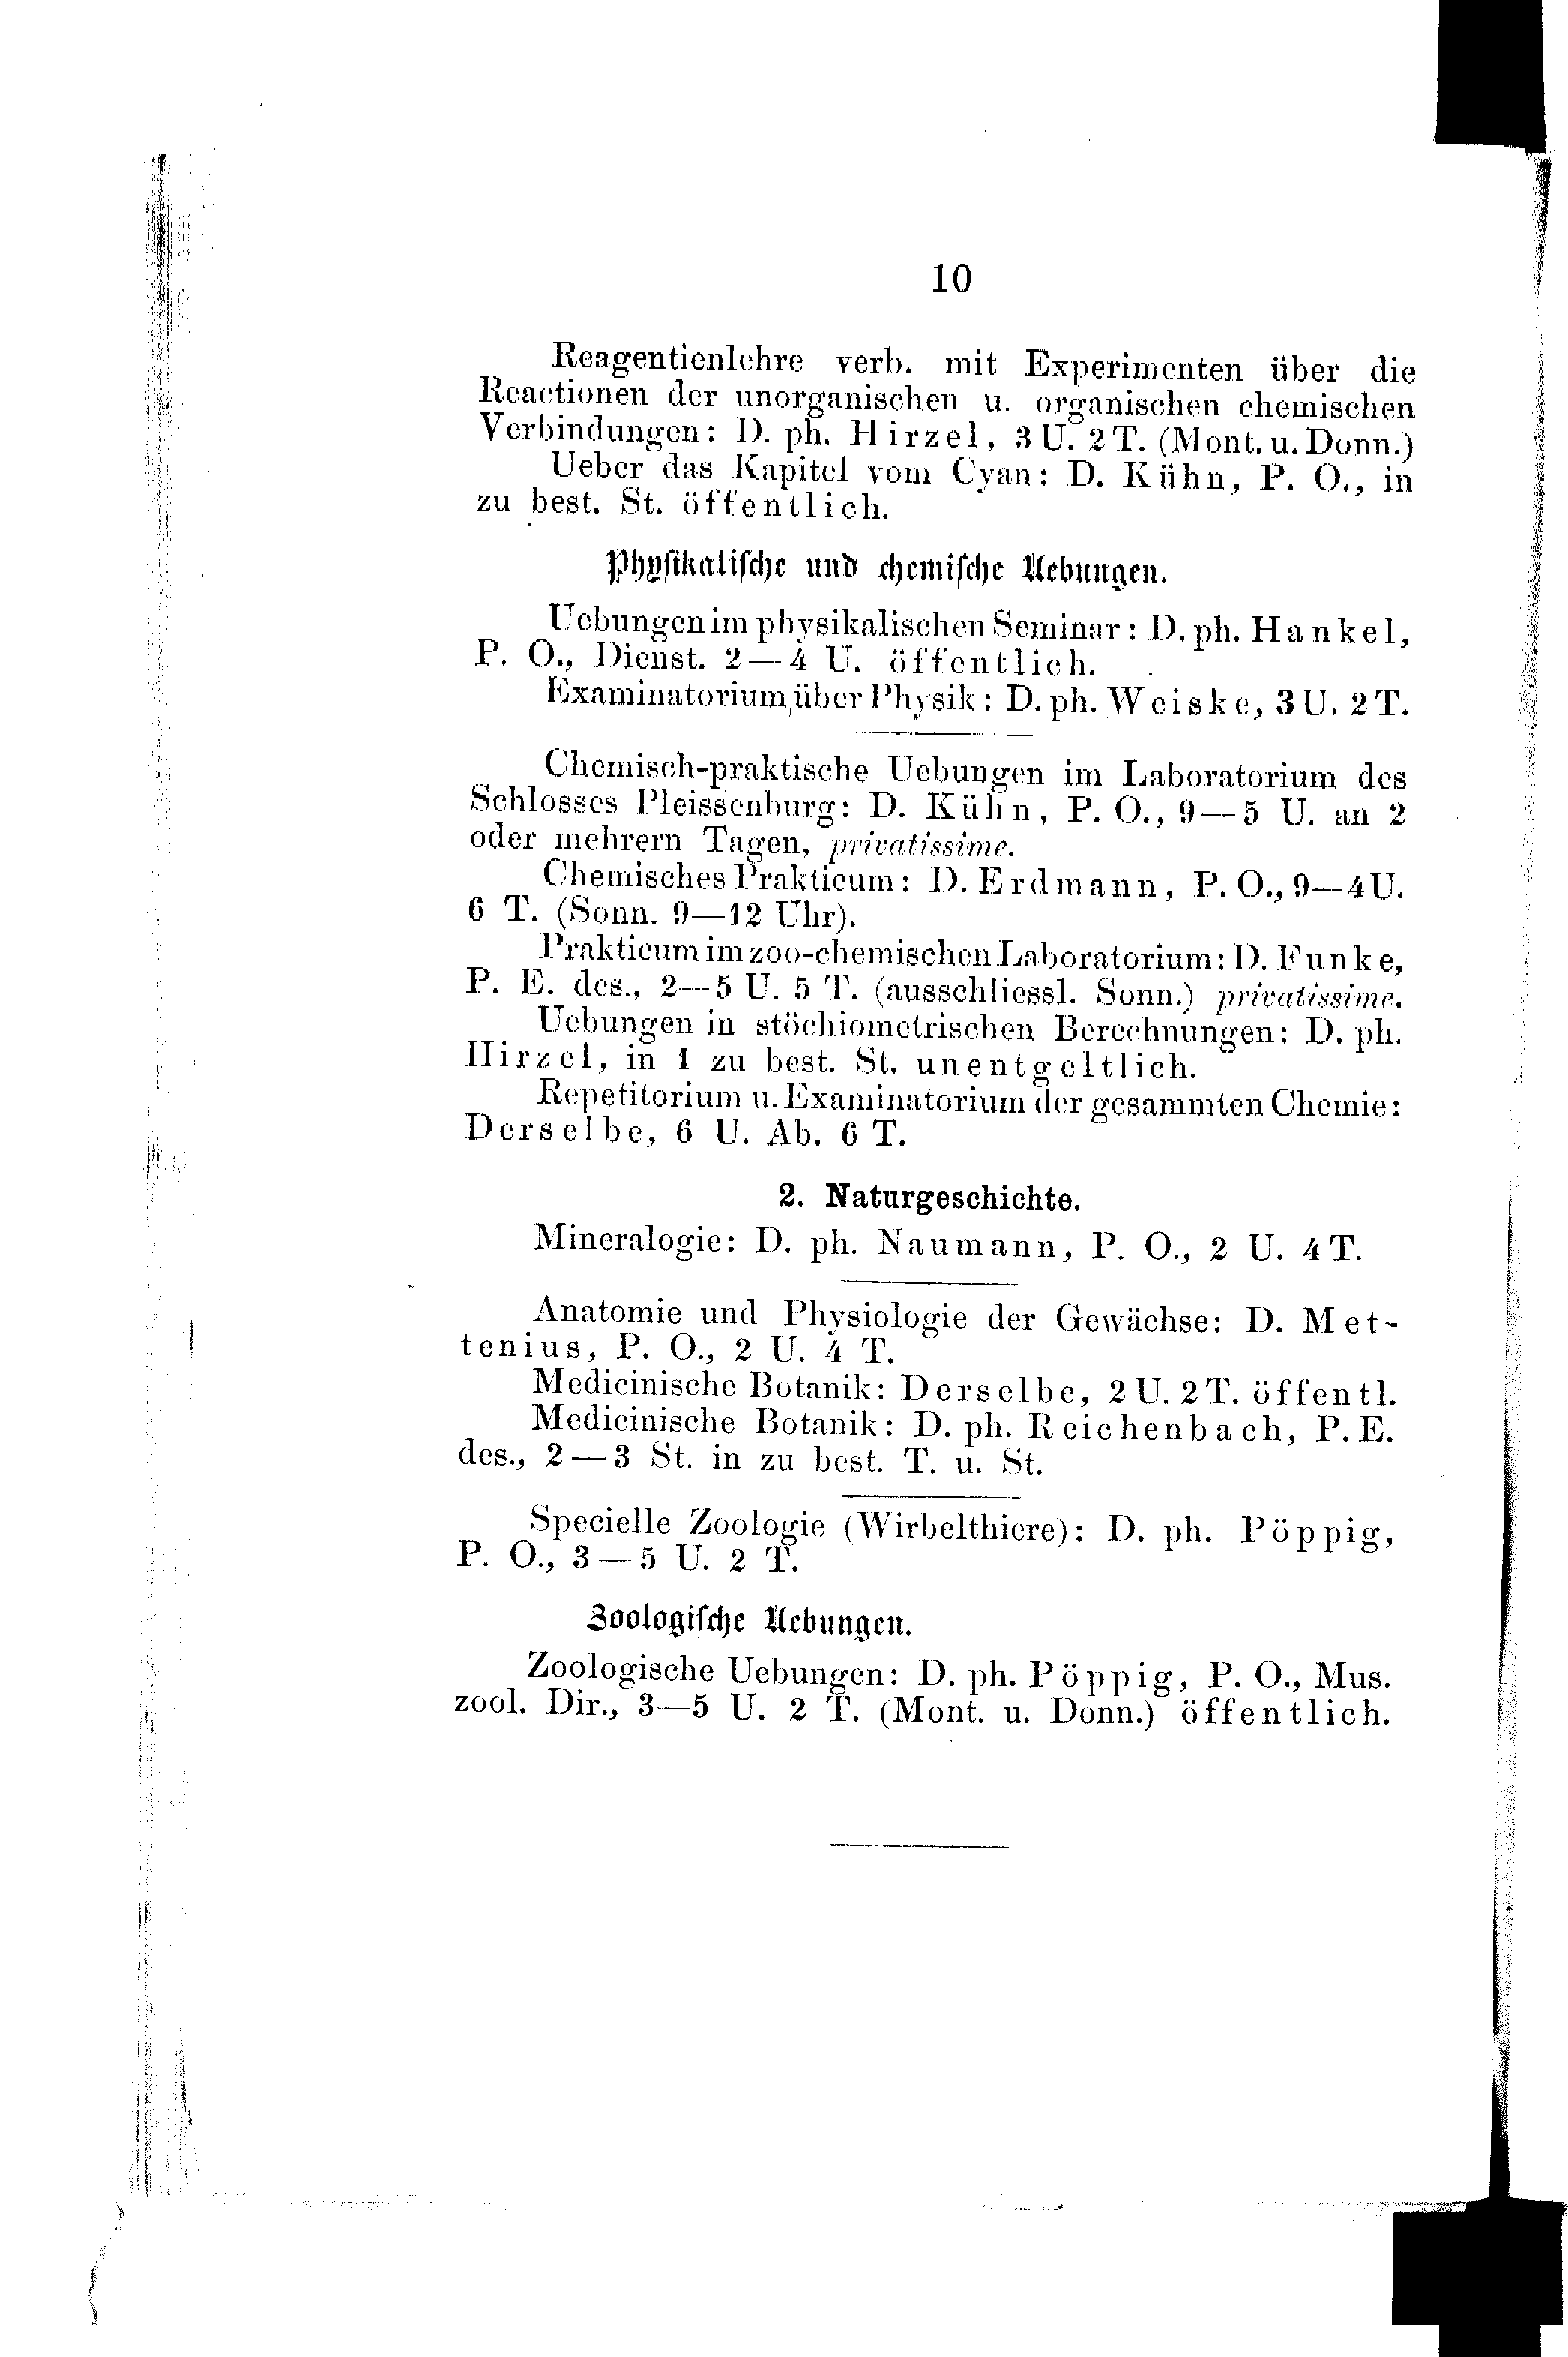 10
Reagentienlehre verb. mit Experimenten über die
Reactionen der unorganischen u. organischen chemischen
Verbindungen: D. ph. Hirzel, 3 U. 2 T. (Mont. u. Donn.)
Ueber das Kapitel vom Cyan: D. Kühn, P. O., in
zu best. St. öffentlich.
Physikalische und chemische Uebungen.
Uebungen im physikalischen Seminar: D. ph. Hankel,
P. O., Dienst. 2—4 U. öffentlich.
Examinatorium über Physik: D. ph. Weiske, 3 U. 2 T.
Chemisch-praktische Uebungen im Laboratorium des
Schlosses Pleissenburg: D. Kühn, P. O., 9—5 U. an 2
oder mehrern Tagen, privatissime.
Chemisches Prakticum: D. Erdmann, P. O., 9—4 U.
6 T. (Sonn. 9—12 Uhr).
Prakticum im zoo-chemischen Laboratorium: D. Funke,
P. E. des., 2—5 U. 5 T. (ausschliessl. Sonn.) privatissime.
Uebungen in stöchiometrischen Berechnungen: D. ph.
Hirzel, in 1 zu best. St. unentgeltlich.
Repetitorium u. Examinatorium der gesammten Chemie:
Derselbe, 6 U. Ab. 6 T.
2. Naturgeschichte.
Mineralogie: D. ph. Naumann, P. O., 2 U. 4 T.
Anatomie und Physiologie der Gewächse: D. Met-
tenius, P. O., 2 U. 4 T.
Medicinische Botanik: Derselbe, 2 U. 2 T. öffentl.
Medicinische Botanik: D. ph. Reichenbach, P. E.
des., 2—3 St. in zu best. T. u. St.
Specielle Zoologie (Wirbelthiere): D. ph. Pöppig,
P. O., 3—5 U. 2 T.
Zoologische Uebungen.
Zoologische Uebungen: D. ph. Pöppig, P. O., Mus.
zool. Dir., 3—5 U. 2 T. (Mont. u. Donn.) öffentlich.